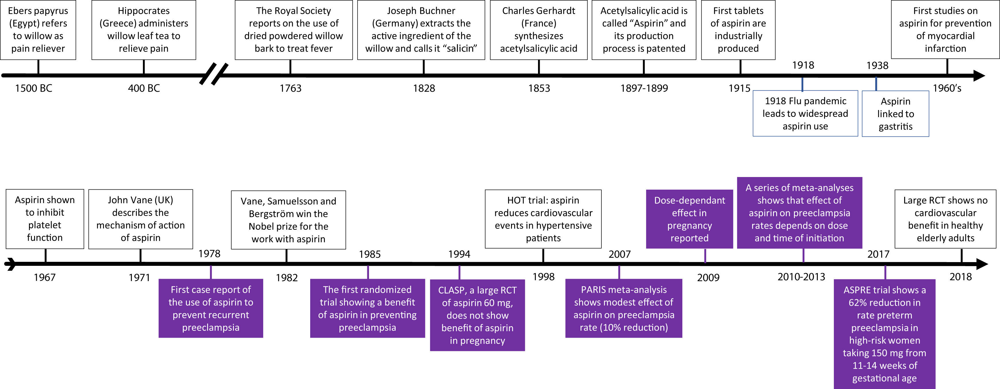 Ebers papyrus
(Egypt) refers
to willow as
pain reliever
1500 BC
Hippocrates
(Greece) administers
willow leaf tea to
relieve pain
400 BC
The Royal Society
reports on the use of
dried powdered willow
bark to treat fever
1763
Joseph Buchner
(Germany) extracts the
active ingredient of the
willow and calls it “salicin”
1828
Charles Gerhardt
(France)
synthesizes
acetylsalicylic acid
1853
Acetylsalicylic acid is
called “Aspirin” and
its production
process is patented
1897-1899
First tablets
of aspirin are
industrially
produced
1915
1918
1918 Flu pandemic
leads to widespread
aspirin use
1938
Aspirin
linked to
gastritis
First studies on
aspirin for prevention
of myocardial
infarction
1960’s
Aspirin shown
to inhibit
platelet
function
1967
John Vane (UK)
describes the
mechanism of action
of aspirin
1971
1978
First case report of
the use of aspirin to
prevent recurrent
preeclampsia
Vane, Samuelsson and
Bergström win the
Nobel prize for the
work with aspirin
1982
1985
The first randomized
trial showing a benefit
of aspirin in preventing
preeclampsia
1994
CLASP, a large RCT
of aspirin 60 mg,
does not show
benefit of aspirin
in pregnancy
HOT trial: aspirin
reduces cardiovascular
events in hypertensive
patients
1998
2007
PARIS meta-analysis
shows modest effect of
aspirin on preeclampsia
rate (10% reduction)
Dose-dependant
effect in
pregnancy
reported
2009
A series of meta-analyses
shows that effect of
aspirin on preeclampsia
rates depends on dose
and time of initiation
2010-2013
2017
ASPRE trial shows a
62% reduction in
rate preterm
preeclampsia in
high-risk women
taking 150 mg from
11-14 weeks of
gestational age
Large RCT shows no
cardiovascular
benefit in healthy
elderly adults
2018